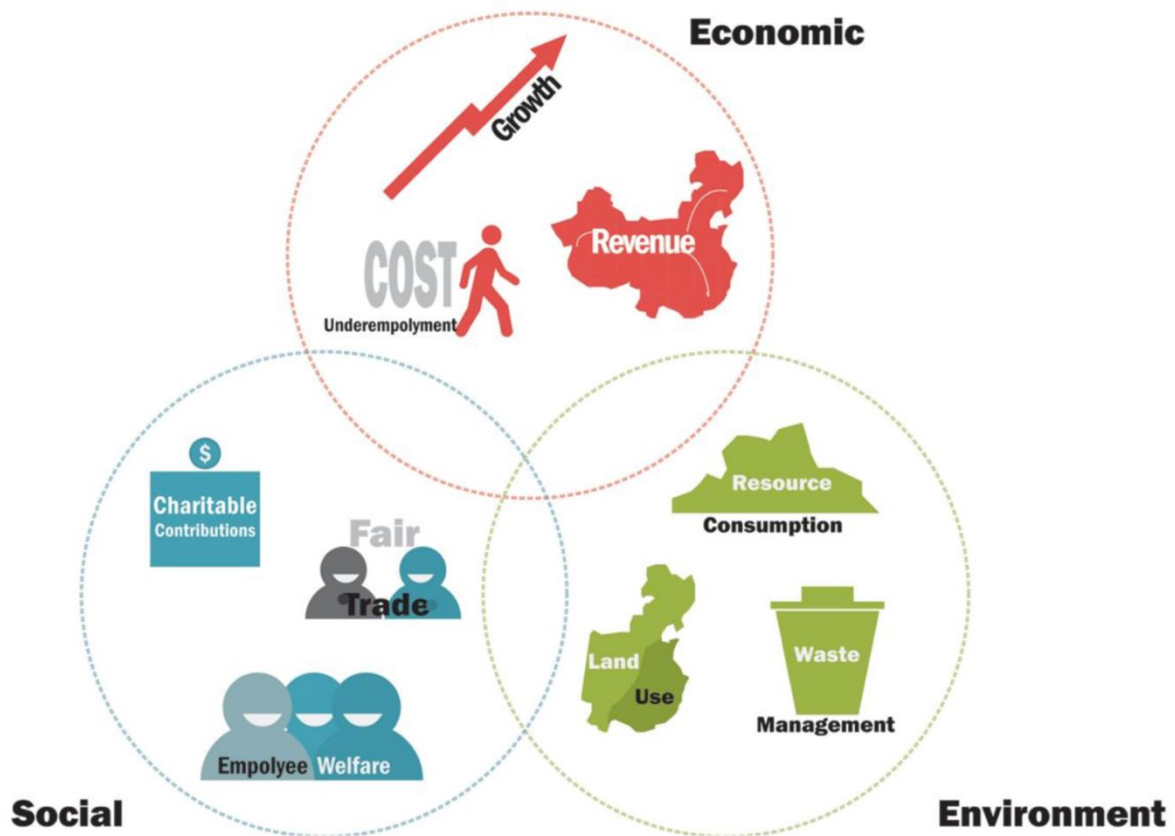 Economic
Growth
Revenue
COST
Underempolyment
$
Charitable
Contributions
Fair
Trade
Empolyee Welfare
Social
Resource
Consumption
Land
Use
Waste
Management
Environment